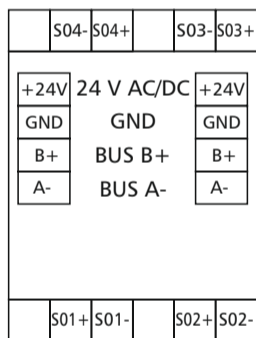 S04- S04+ S03- S03+
+24V 24 V AC/DC +24V
GND GND GND
B+ BUS B+ B+
A- BUS A- A-
S01+ S01- S02+ S02-